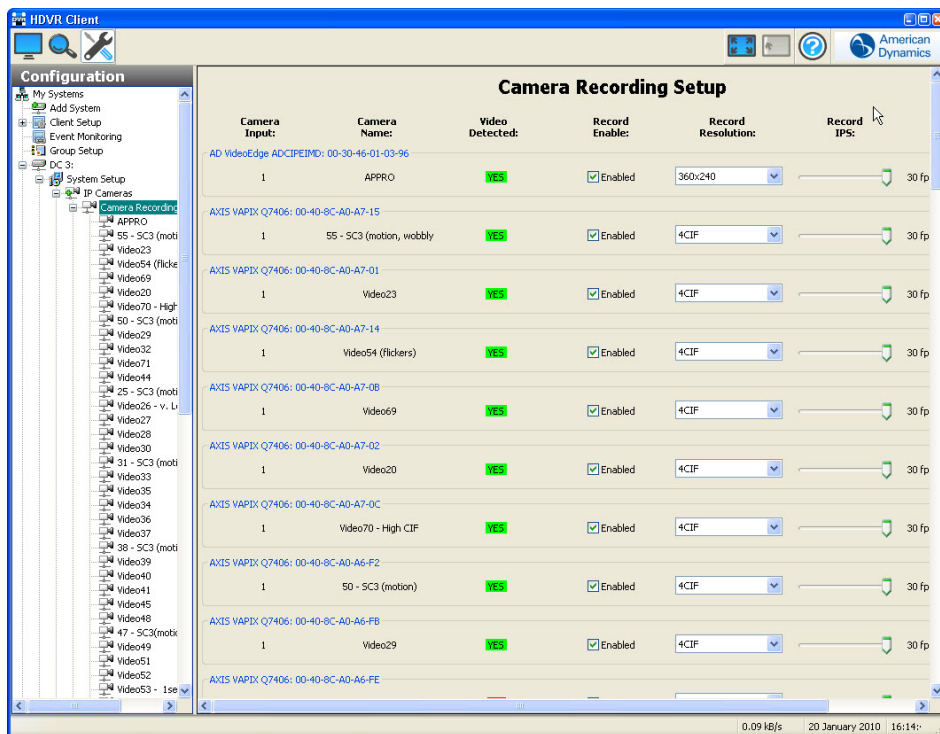 HDVR Client
American
Dynamics
Configuration
My Systems
Add System
Client Setup
Event Monitoring
Group Setup
DC 3:
System Setup
IP Cameras
Camera Recording
APPRO
55 - SC3 (moti
Video23
Video54 (flicke
Video69
Video20
Video70 - High
50 - SC3 (moti
Video29
Video32
Video71
Video44
25 - SC3 (moti
Video26 - v. L
Video27
Video28
Video30
31 - SC3 (moti
Video33
Video35
Video34
Video36
Video37
38 - SC3 (moti
Video39
Video40
Video41
Video45
Video48
47 - SC3(motic
Video49
Video51
Video52
Video53 - 1se
Camera Recording Setup
Camera Input: Camera Name: Video Detected: Record Enable: Record Resolution: Record IPS:
AD VideoEdge ADCIPEIMD: 00-30-46-01-03-96
1 APPRO YES Enabled 360x240 30 fp
AXIS VAPIX Q7406: 00-40-8C-A0-A7-15
1 55 - SC3 (motion, wobbly YES Enabled 4CIF 30 fp
AXIS VAPIX Q7406: 00-40-8C-A0-A7-01
1 Video23 YES Enabled 4CIF 30 fp
AXIS VAPIX Q7406: 00-40-8C-A0-A7-14
1 Video54 (flickers) YES Enabled 4CIF 30 fp
AXIS VAPIX Q7406: 00-40-8C-A0-A7-0B
1 Video69 YES Enabled 4CIF 30 fp
AXIS VAPIX Q7406: 00-40-8C-A0-A7-02
1 Video20 YES Enabled 4CIF 30 fp
AXIS VAPIX Q7406: 00-40-8C-A0-A7-0C
1 Video70 - High CIF YES Enabled 4CIF 30 fp
AXIS VAPIX Q7406: 00-40-8C-A0-A6-F2
1 50 - SC3 (motion) YES Enabled 4CIF 30 fp
AXIS VAPIX Q7406: 00-40-8C-A0-A6-FB
1 Video29 YES Enabled 4CIF 30 fp
AXIS VAPIX Q7406: 00-40-8C-A0-A6-FE
0.09 kB/s 20 January 2010 16:14: